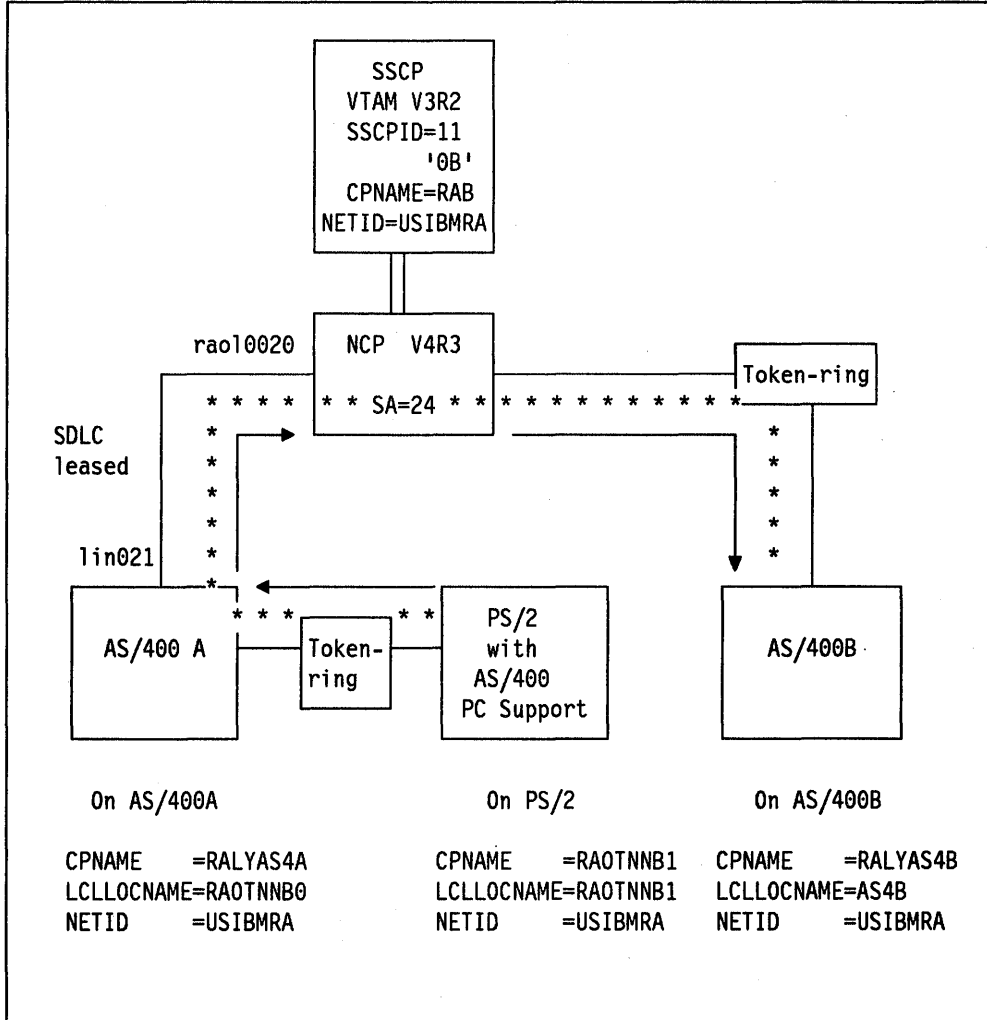 SSCP
VTAM V3R2
SSCPID=11
'0B'
CPNAME=RAB
NETID=USIBMRA
raol0020
NCP V4R3
Token-ring
* * * * * * SA=24 * * * * * * * * * * * *
SDLC
leased
lin021
AS/400 A
Token-
ring
PS/2
with
AS/400
PC Support
AS/400B
On AS/400A
On PS/2
On AS/400B
CPNAME =RALYAS4A
LCLLOCNAME=RAOTNNB0
NETID =USIBMRA
CPNAME =RAOTNNB1
LCLLOCNAME=RAOTNNB1
NETID =USIBMRA
CPNAME =RALYAS4B
LCLLOCNAME=AS4B
NETID =USIBMRA